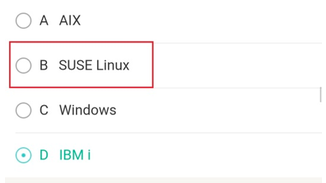 A AIX
B SUSE Linux
C Windows
D IBM i